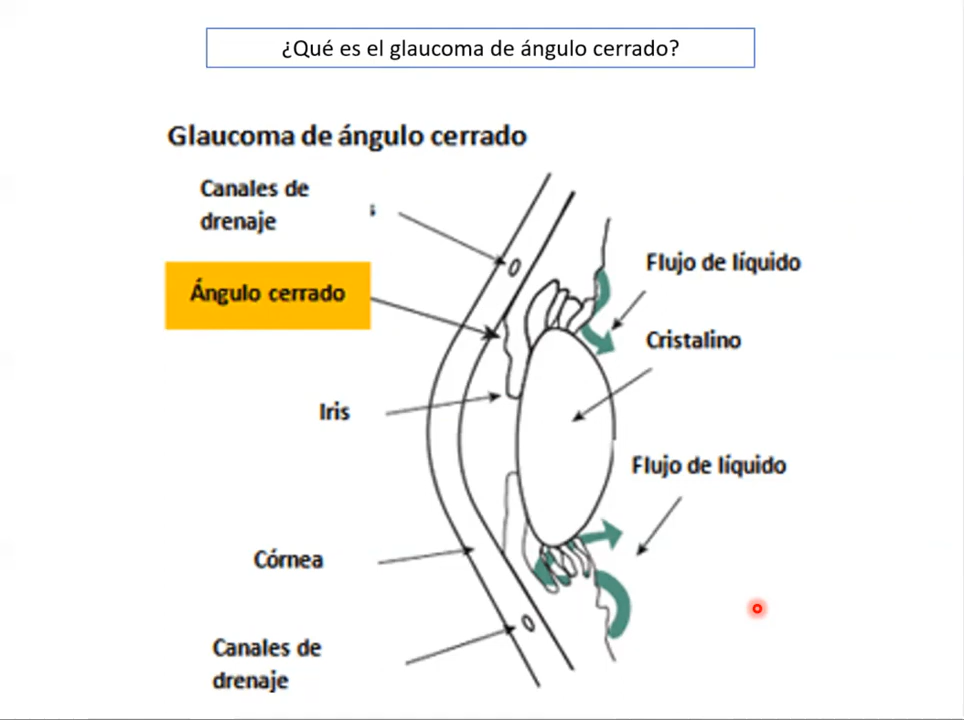 ¿Qué es el glaucoma de ángulo cerrado?
Glaucoma de ángulo cerrado
Canales de
drenaje
s
Flujo de líquido
Ángulo cerrado
Cristalino
Iris
Flujo de líquido
Córnea
Canales de
drenaje